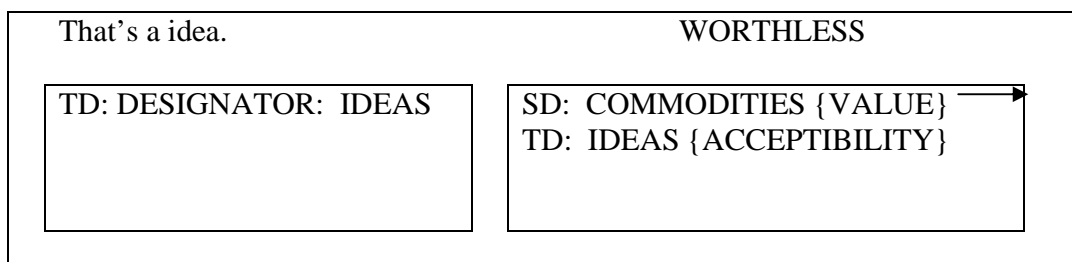 That’s a idea. WORTHLESS
TD: DESIGNATOR: IDEAS
SD: COMMODITIES {VALUE}
TD: IDEAS {ACCEPTIBILITY}